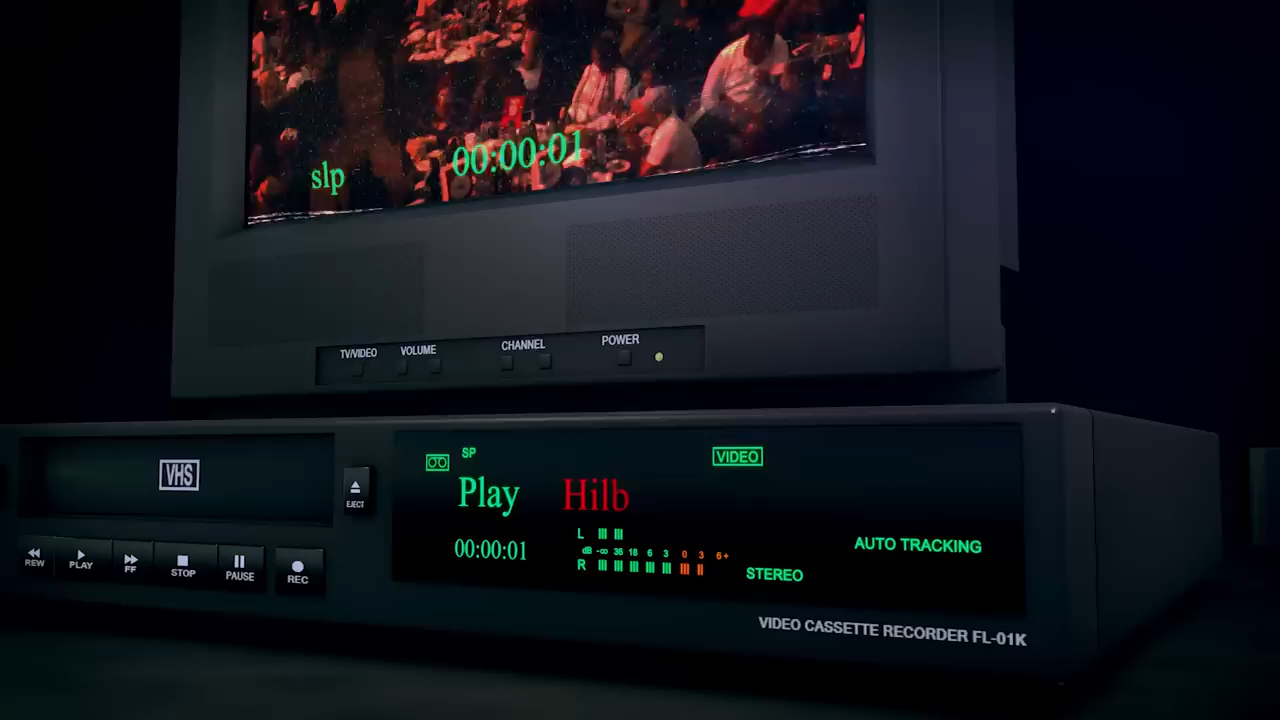 slp 00:00:01
TV/VIDEO VOLUME CHANNEL POWER
VHS
EJECT
REW PLAY FF STOP PAUSE REC
SP VIDEO
Play Hilb
00:00:01
L
dB -∞ 36 18 6 3 0 3 6+
R
STEREO
AUTO TRACKING
VIDEO CASSETTE RECORDER FL-01K